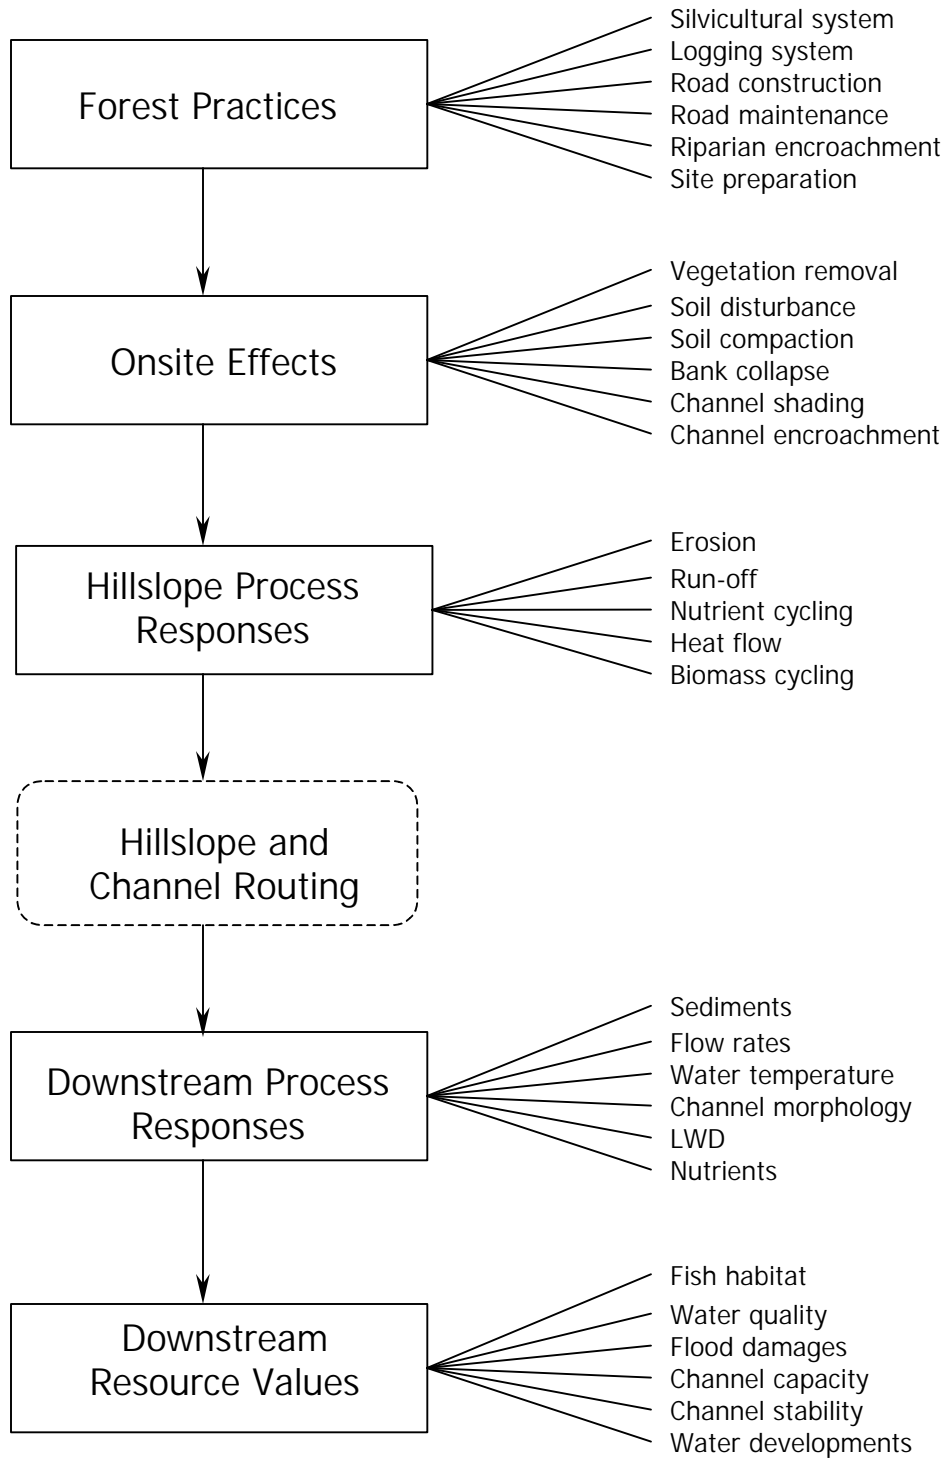 Forest Practices
Silvicultural system
Logging system
Road construction
Road maintenance
Riparian encroachment
Site preparation
Onsite Effects
Vegetation removal
Soil disturbance
Soil compaction
Bank collapse
Channel shading
Channel encroachment
Hillslope Process
Responses
Erosion
Run-off
Nutrient cycling
Heat flow
Biomass cycling
Hillslope and
Channel Routing
Downstream Process
Responses
Sediments
Flow rates
Water temperature
Channel morphology
LWD
Nutrients
Downstream
Resource Values
Fish habitat
Water quality
Flood damages
Channel capacity
Channel stability
Water developments